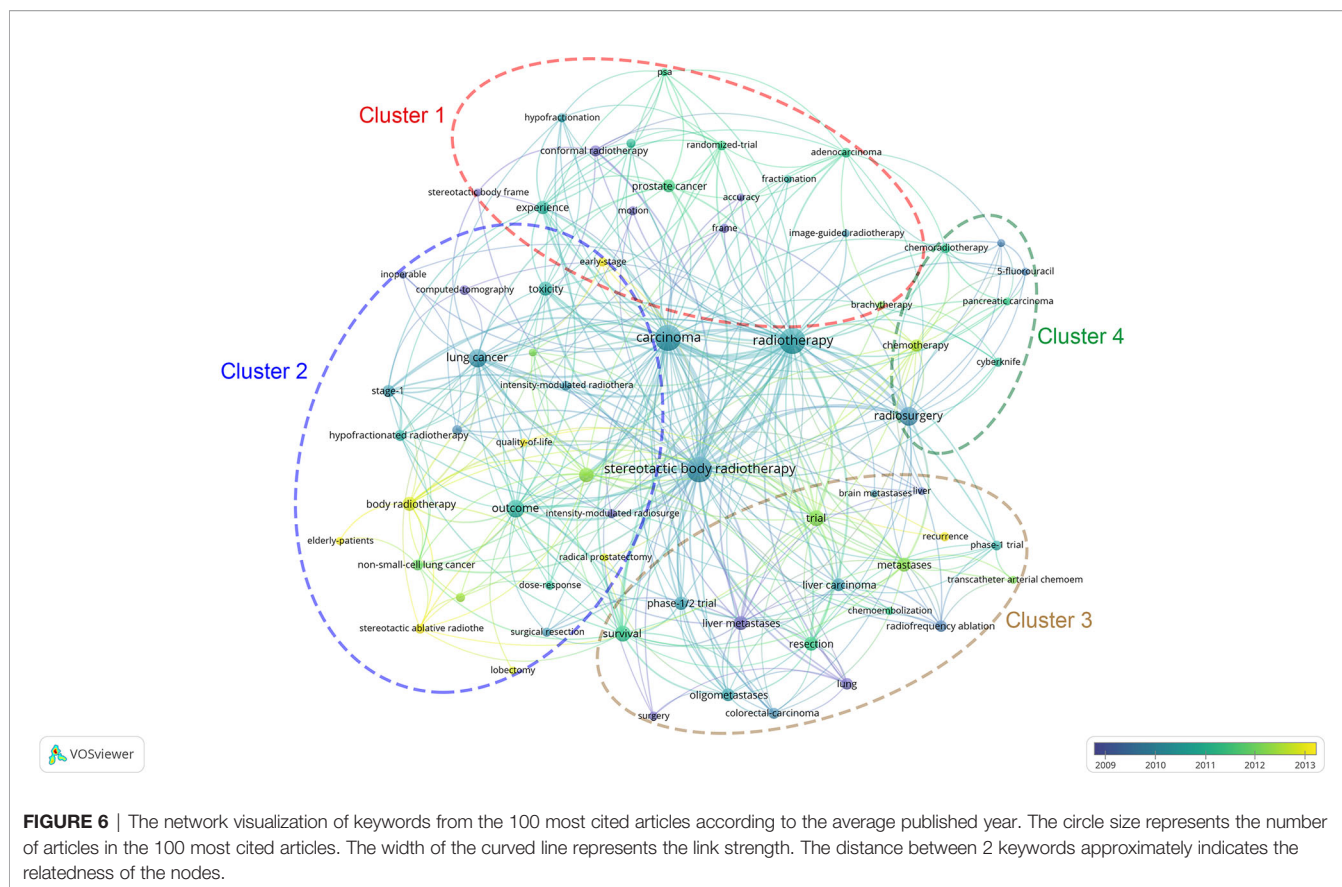 psa
Cluster 1
hypofractionation
conformal radiotherapy
randomized-trial
adenocarcinoma
fractionation
prostate cancer
stereotactic body frame
accuracy
experience
motion
frame
image-guided radiotherapy
chemoradiotherapy
early-stage
inoperable
5-fluorouracil
computed-tomography
toxicity
pancreatic carcinoma
brachytherapy
carcinoma
radiotherapy
Cluster 4
chemotherapy
lung cancer
cyberknife
Cluster 2
stage-1
intensity-modulated radiothera
radiosurgery
hypofractionated radiotherapy
quality-of-life
stereotactic body radiotherapy
brain metastases
liver
body radiotherapy
outcome
intensity-modulated radiosurge
trial
elderly-patients
recurrence
phase-1 trial
radical prostatectomy
non-small-cell lung cancer
metastases
transcatheter arterial chemoem
dose-response
liver carcinoma
phase-1/2 trial
chemoembolization
Cluster 3
liver metastases
radiofrequency ablation
stereotactic ablative radiothe
surgical resection
survival
resection
lobectomy
lung
oligometastases
surgery
colorectal-carcinoma
VOSviewer
2009 2010 2011 2012 2013
FIGURE 6 | The network visualization of keywords from the 100 most cited articles according to the average published year. The circle size represents the number
of articles in the 100 most cited articles. The width of the curved line represents the link strength. The distance between 2 keywords approximately indicates the
relatedness of the nodes.